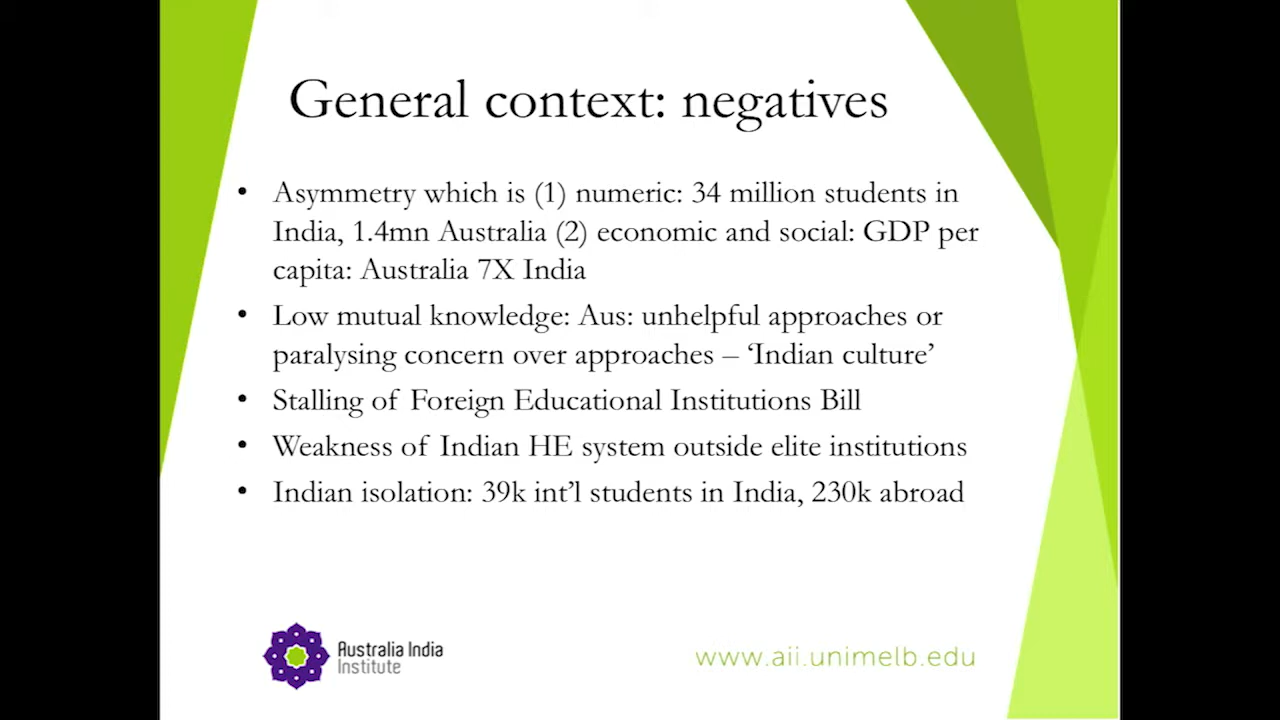 General context: negatives
• Asymmetry which is (1) numeric: 34 million students in
India, 1.4mn Australia (2) economic and social: GDP per
capita: Australia 7X India
• Low mutual knowledge: Aus: unhelpful approaches or
paralysing concern over approaches – ‘Indian culture’
• Stalling of Foreign Educational Institutions Bill
• Weakness of Indian HE system outside elite institutions
• Indian isolation: 39k int’l students in India, 230k abroad
Australia India
Institute
www.aii.unimelb.edu